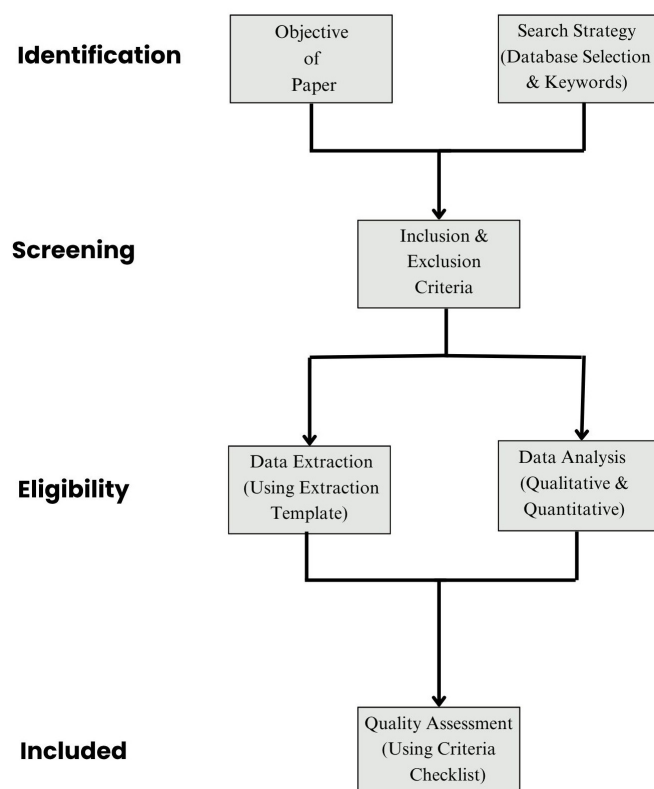 Identification
Objective
of
Paper
Search Strategy
(Database Selection
& Keywords)
Screening
Inclusion &
Exclusion
Criteria
Eligibility
Data Extraction
(Using Extraction
Template)
Data Analysis
(Qualitative &
Quantitative)
Included
Quality Assessment
(Using Criteria
Checklist)